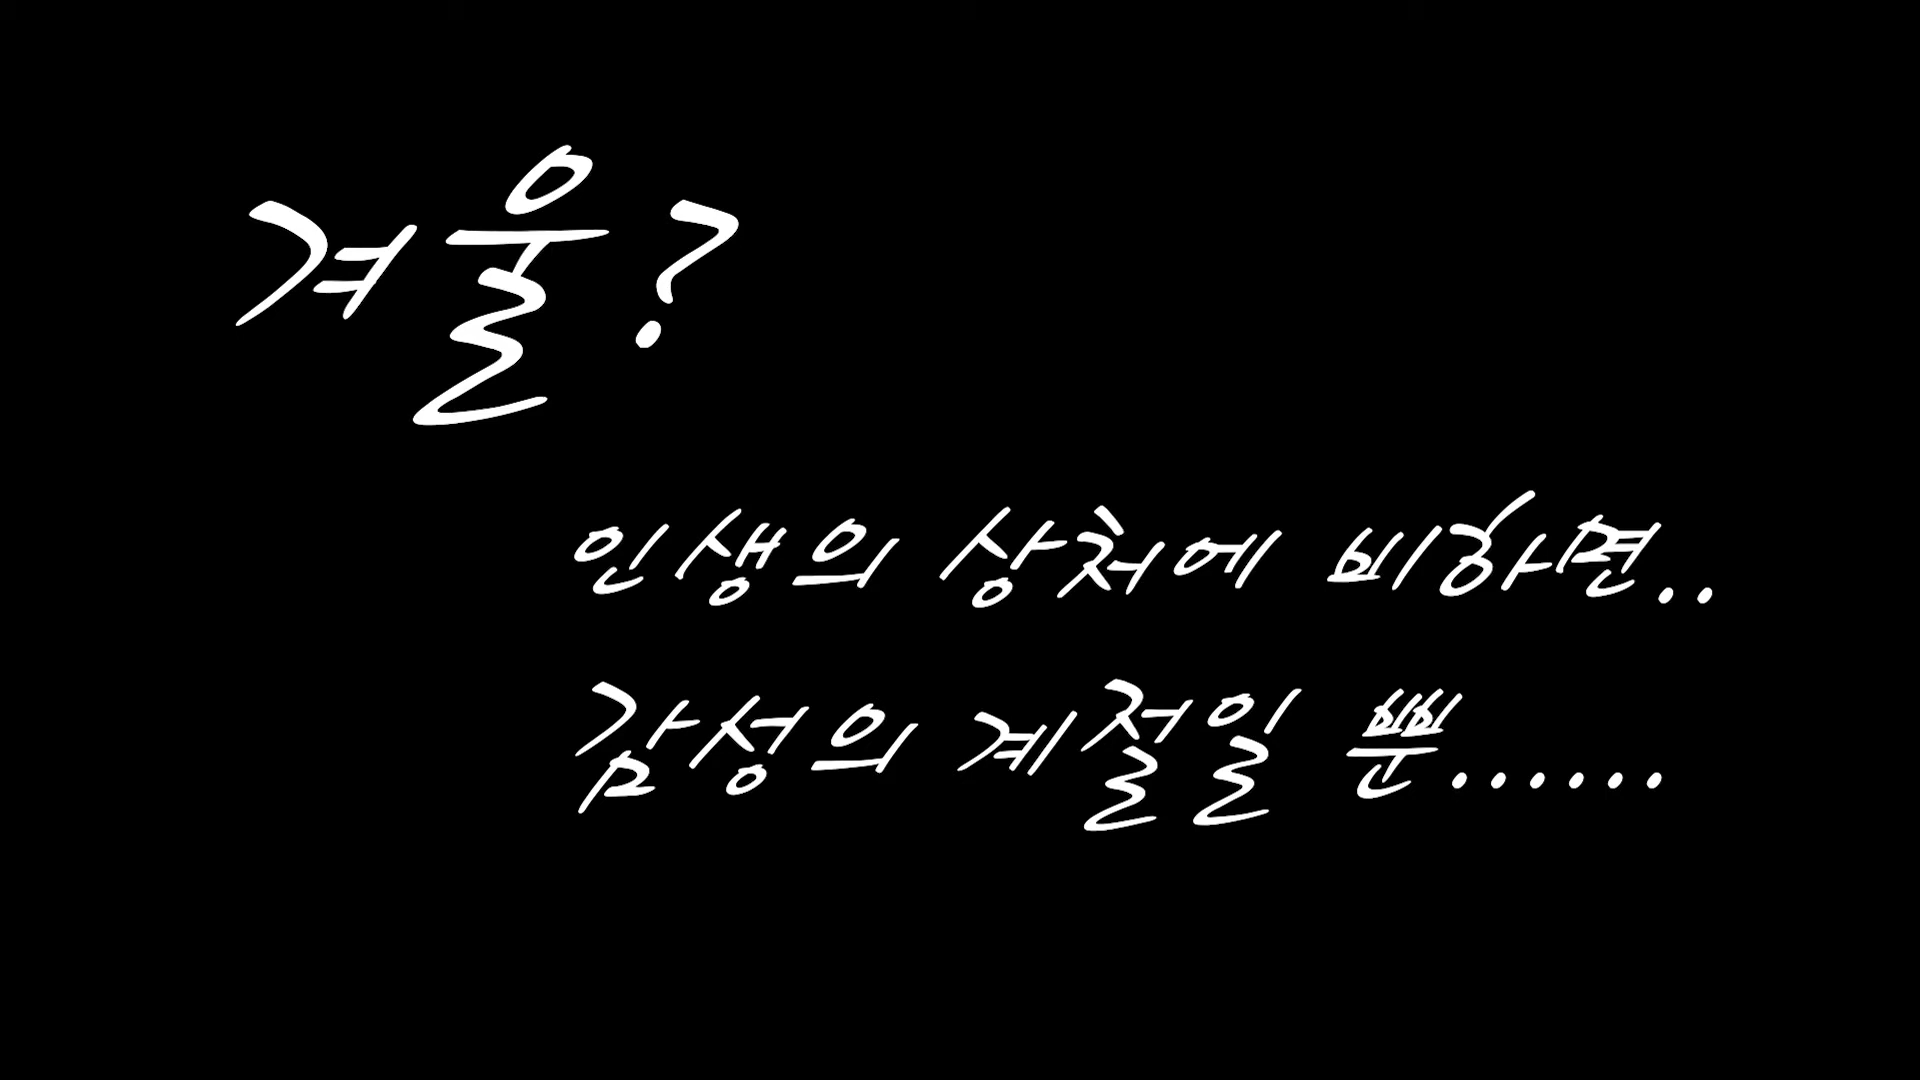 겨울?
인생의 상처에 비하면..
감성의 계절일 뿐......